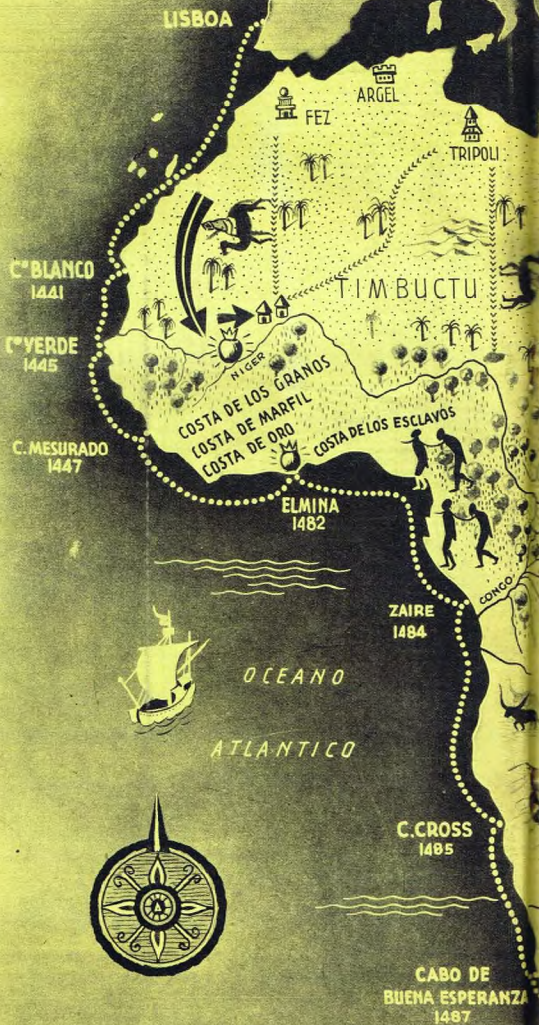 LISBOA
ARGEL
FEZ
TRIPOLI
Cº BLANCO
1441
TIMBUCTU
Cº VERDE
1445
NIGER
COSTA DE LOS GRANOS
COSTA DE MARFIL
COSTA DE ORO
COSTA DE LOS ESCLAVOS
C. MESURADO
1447
ELMINA
1482
CONGO
ZAIRE
1484
OCEANO
ATLANTICO
C. CROSS
1485
CABO DE
BUENA ESPERANZA
1487